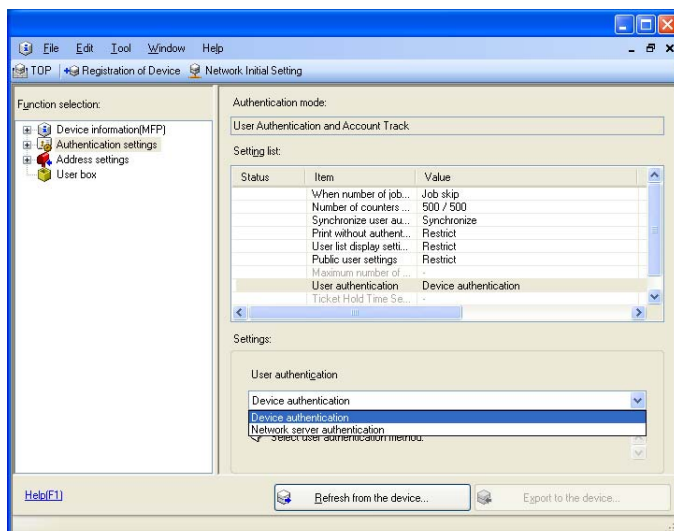 File Edit Tool Window Help
TOP Registration of Device Network Initial Setting
Function selection:
Device information(MFP)
Authentication settings
Address settings
User box
Authentication mode:
User Authentication and Account Track
Setting list:
Status Item Value
When number of job... Job skip
Number of counters ... 500 / 500
Synchronize user au... Synchronize
Print without authent... Restrict
User list display setti... Restrict
Public user settings Restrict
Maximum number of ... -
User authentication Device authentication
Ticket Hold Time Se... -
Settings:
User authentication
Device authentication
Device authentication
Network server authentication
Select user authentication method.
Help(F1)
Refresh from the device...
Export to the device...